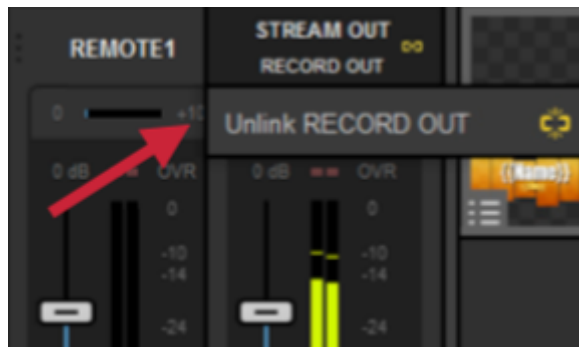 REMOTE1
STREAM OUT
RECORD OUT
0 +10
Unlink RECORD OUT
0 dB OVR
0 dB OVR
{{Name}}
0
0
-10
-10
-14
-14
-24
-24